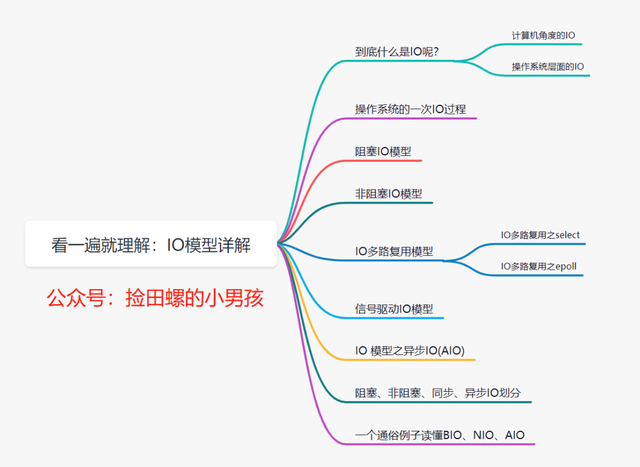 到底什么是IO呢?
计算机角度的IO
操作系统层面的IO
操作系统的一次IO过程
阻塞IO模型
非阻塞IO模型
看一遍就理解：IO模型详解
IO多路复用模型
IO多路复用之select
IO多路复用之epoll
公众号：捡田螺的小男孩
信号驱动IO模型
IO 模型之异步IO(AIO)
阻塞、非阻塞、同步、异步IO划分
一个通俗例子读懂BIO、NIO、AIO